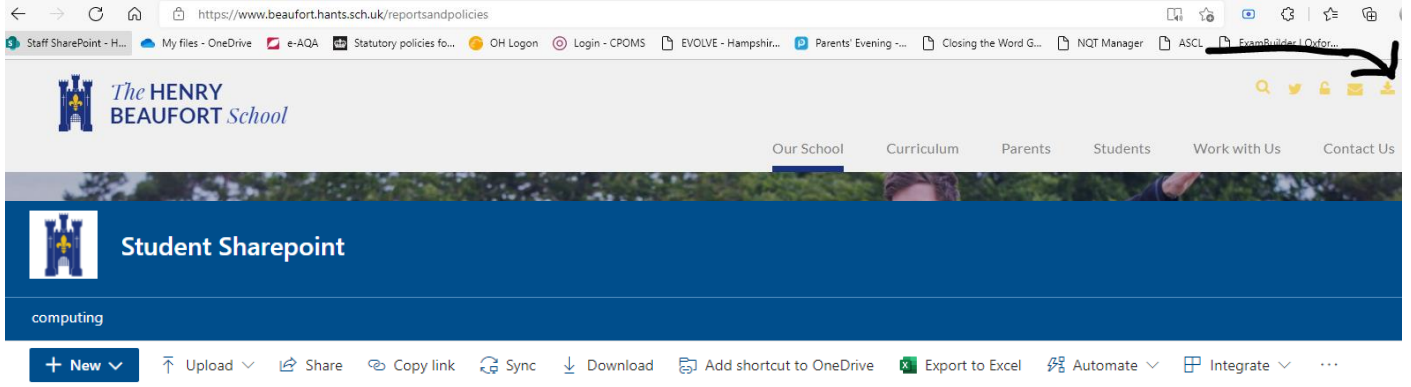 https://www.beaufort.hants.sch.uk/reportsandpolicies
Staff SharePoint - H... My files - OneDrive e-AQA Statutory policies fo... OH Logon Login - CPOMS EVOLVE - Hampshir... Parents' Evening -... Closing the Word G... NQT Manager ASCL ExamBuilder | Oxfor...
The HENRY
BEAUFORT School
Our School Curriculum Parents Students Work with Us Contact Us
Student Sharepoint
computing
+ New Upload Share Copy link Sync Download Add shortcut to OneDrive Export to Excel Automate Integrate ...